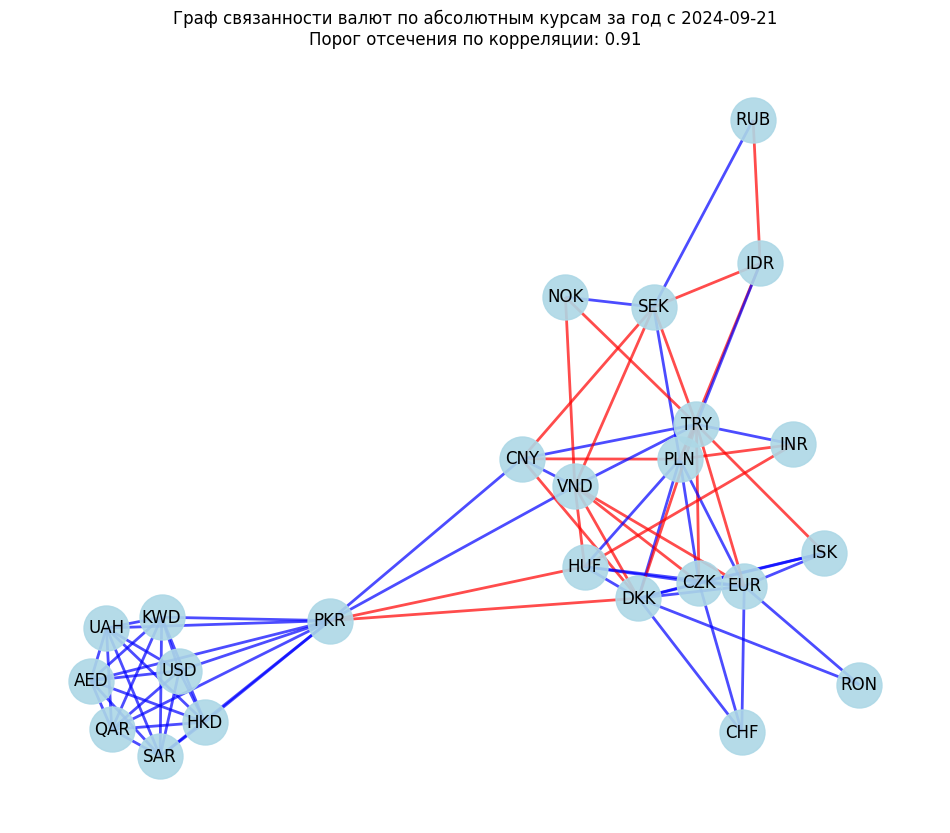 Граф связанности валют по абсолютным курсам за год с 2024-09-21
Порог отсечения по корреляции: 0.91
RUB
IDR
NOK
SEK
TRY
INR
CNY
PLN
VND
ISK
HUF
CZK
EUR
DKK
KWD
PKR
UAH
USD
AED
RON
HKD
QAR
CHF
SAR